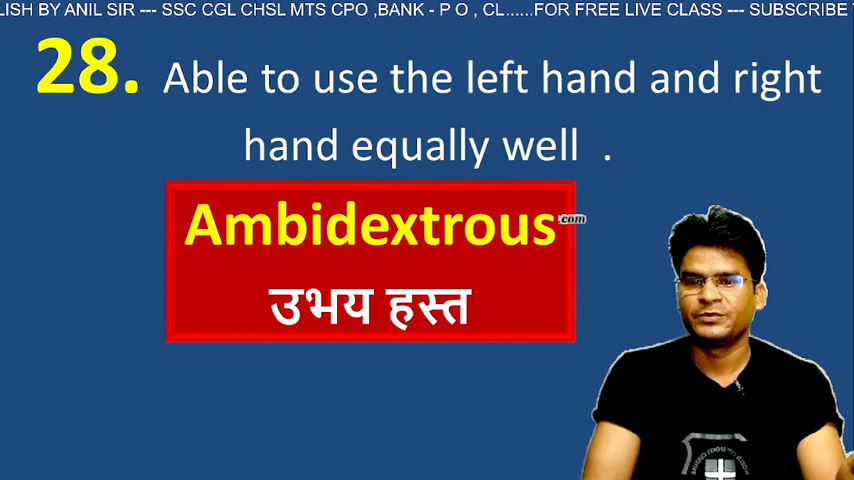 LISH BY ANIL SIR --- SSC CGL CHSL MTS CPO ,BANK - P O , CL......FOR FREE LIVE CLASS --- SUBSCRIBE
28. Able to use the left hand and right
hand equally well .
Ambidextrous
.com
उभय हस्त